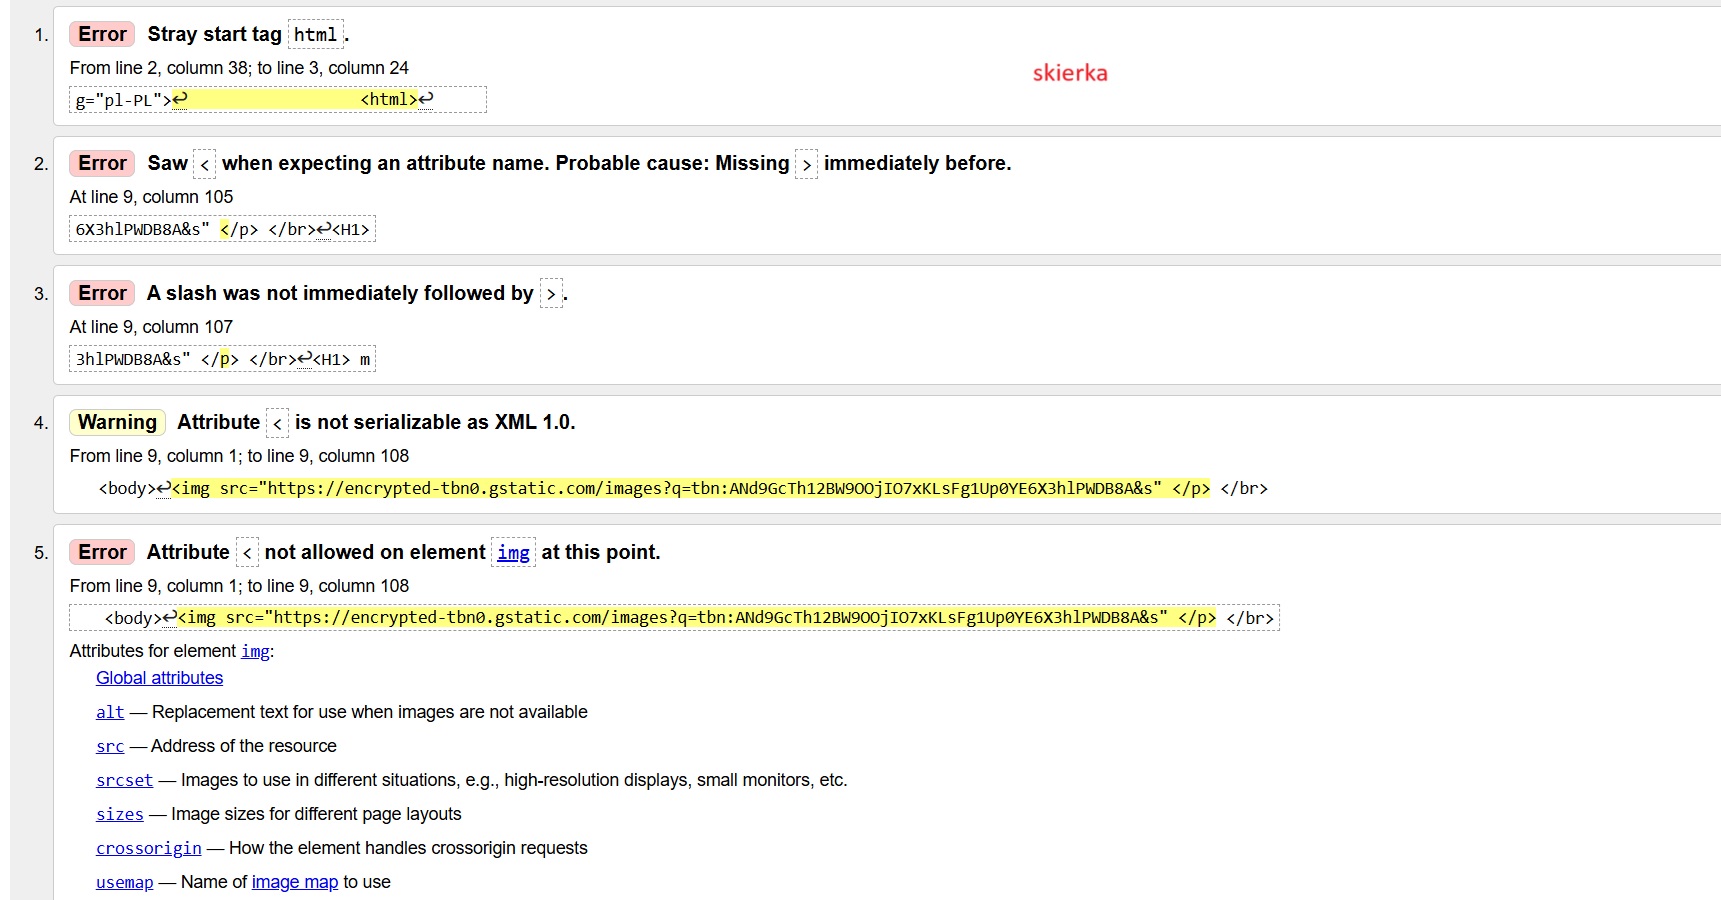 1. Error Stray start tag html.
From line 2, column 38; to line 3, column 24
skierka
g="pl-PL">↩ <html>↩
2. Error Saw < when expecting an attribute name. Probable cause: Missing > immediately before.
At line 9, column 105
6X3hlPWDB8A&s" </p> </br>↩<H1>
3. Error A slash was not immediately followed by >.
At line 9, column 107
3hlPWDB8A&s" </p> </br>↩<H1> m
4. Warning Attribute < is not serializable as XML 1.0.
From line 9, column 1; to line 9, column 108
<body>↩<img src="https://encrypted-tbn0.gstatic.com/images?q=tbn:ANd9GcTh12BW9OOjIO7xKLsFg1Up0YE6X3hlPWDB8A&s" </p> </br>
5. Error Attribute < not allowed on element img at this point.
From line 9, column 1; to line 9, column 108
<body>↩<img src="https://encrypted-tbn0.gstatic.com/images?q=tbn:ANd9GcTh12BW9OOjIO7xKLsFg1Up0YE6X3hlPWDB8A&s" </p> </br>
Attributes for element img:
Global attributes
alt — Replacement text for use when images are not available
src — Address of the resource
srcset — Images to use in different situations, e.g., high-resolution displays, small monitors, etc.
sizes — Image sizes for different page layouts
crossorigin — How the element handles crossorigin requests
usemap — Name of image map to use